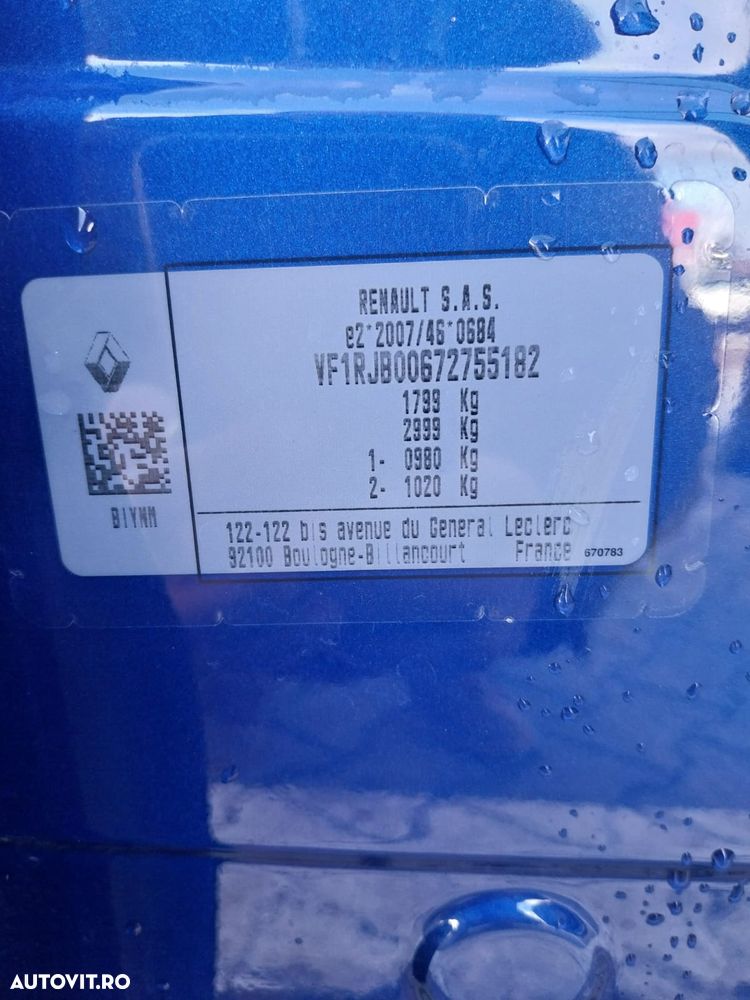 RENAULT S.A.S.
e2*2007/46*0684
VF1RJB00672755182
1799 Kg
2999 Kg
1- 0980 Kg
2- 1020 Kg
BIYNM
122-122 bis avenue du General Leclerc
92100 Boulogne-Billancourt France 670783
AUTOVIT.RO